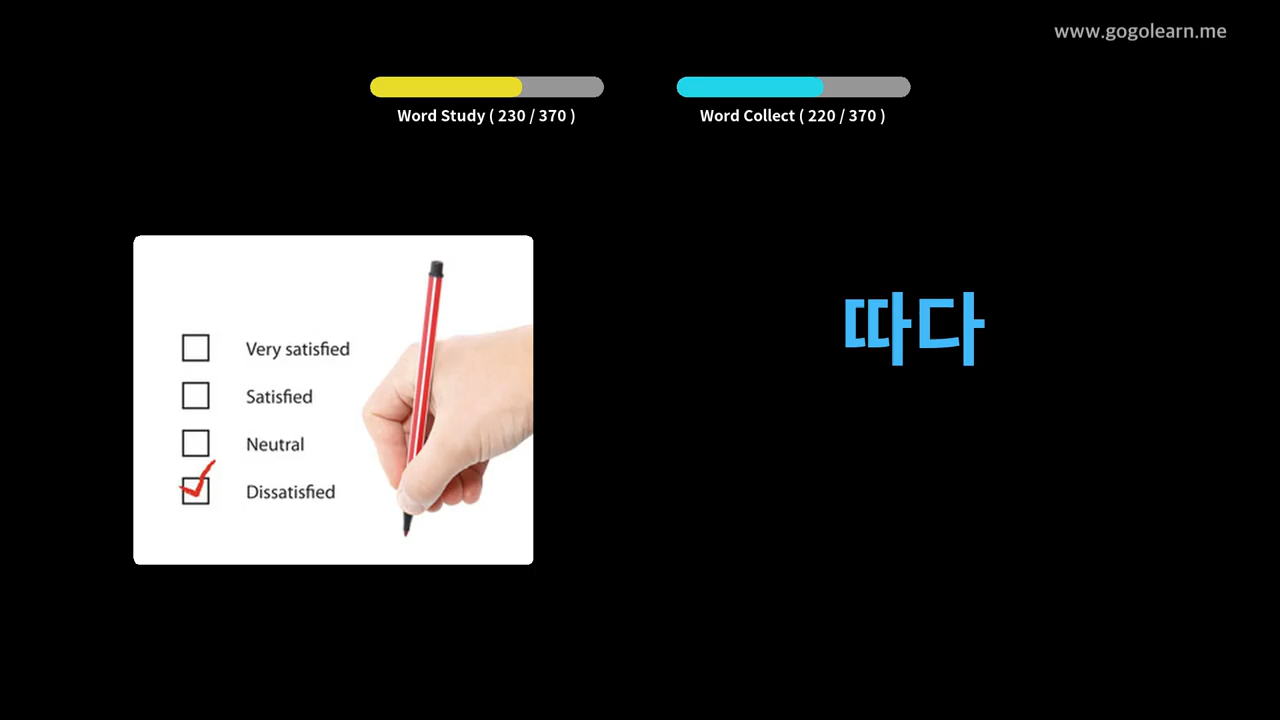 www.gogolearn.me
Word Study ( 230 / 370 )
Word Collect ( 220 / 370 )
Very satisfied
Satisfied
Neutral
Dissatisfied
따다